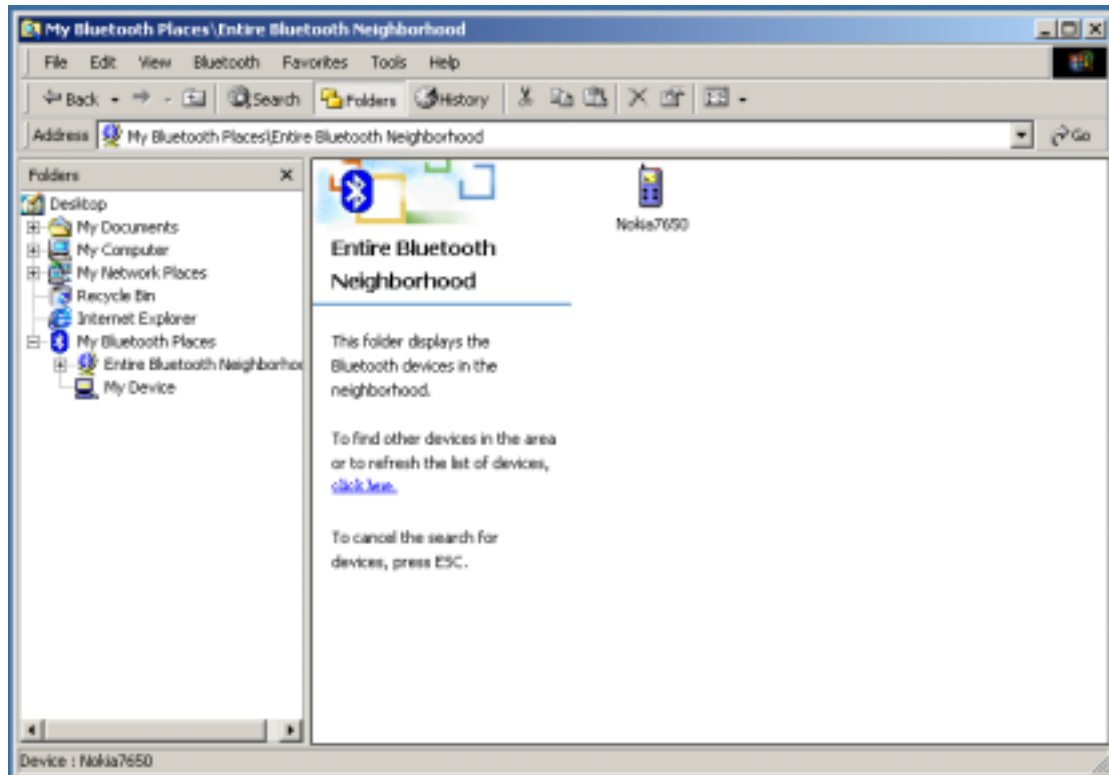 My Bluetooth Places\Entire Bluetooth Neighborhood
File Edit View Bluetooth Favorites Tools Help
Back Search Folders History
Address My Bluetooth Places\Entire Bluetooth Neighborhood Go
Folders
Desktop
My Documents
My Computer
My Network Places
Recycle Bin
Internet Explorer
My Bluetooth Places
Entire Bluetooth Neighborho
My Device
Entire Bluetooth
Neighborhood
This folder displays the
Bluetooth devices in the
neighborhood.
To find other devices in the area
or to refresh the list of devices,
click here.
To cancel the search for
devices, press ESC.
Nokia7650
Device : Nokia7650